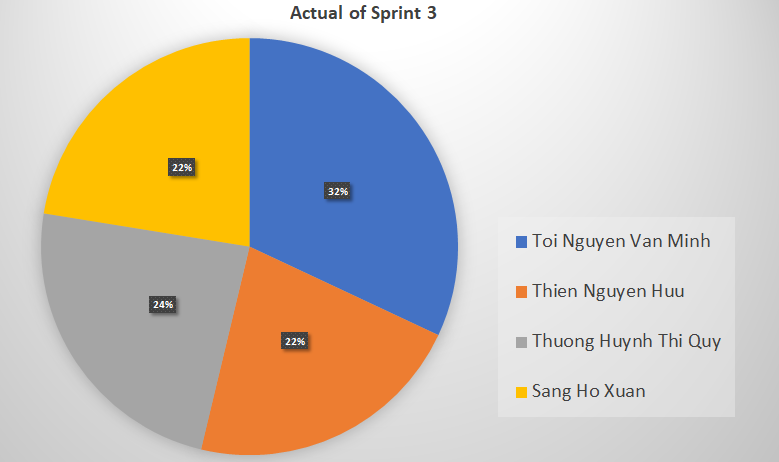 Actual of Sprint 3
22%
32%
24%
22%
Toi Nguyen Van Minh
Thien Nguyen Huu
Thuong Huynh Thi Quy
Sang Ho Xuan